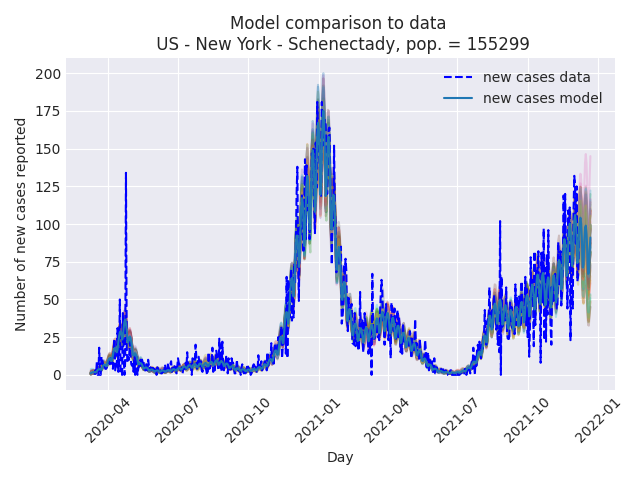 Model comparison to data
US - New York - Schenectady, pop. = 155299
new cases data
new cases model
Number of new cases reported
200
175
150
125
100
75
50
25
0
2020-04
2020-07
2020-10
2021-01
2021-04
2021-07
2021-10
2022-01
Day